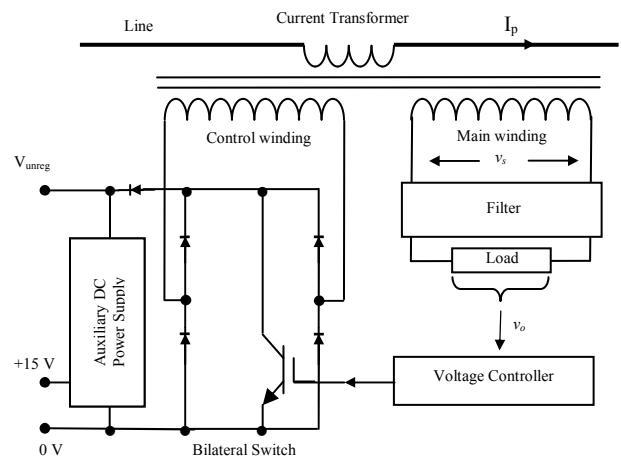 Current Transformer
Line
I_p
Control winding
Main winding
v_s
V_unreg
Filter
Load
Auxiliary DC
Power Supply
v_o
+15 V
Voltage Controller
0 V
Bilateral Switch